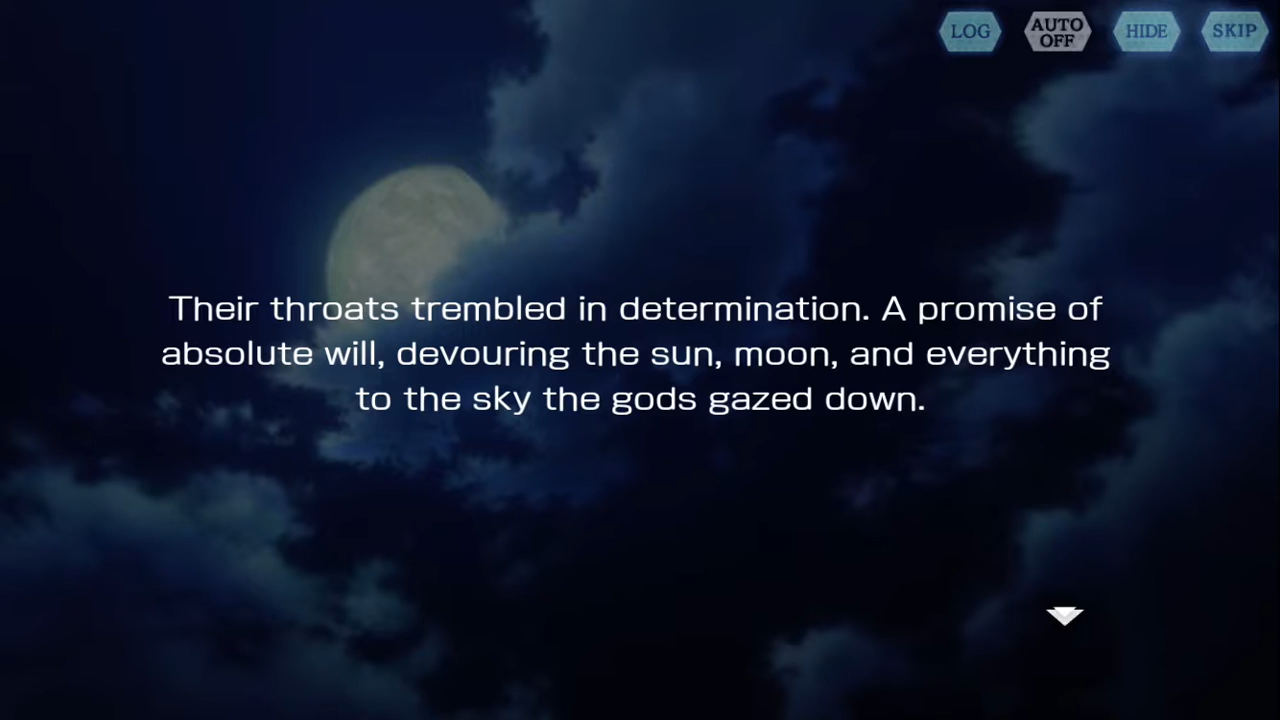 LOG
AUTO
OFF
HIDE
SKIP
Their throats trembled in determination. A promise of
absolute will, devouring the sun, moon, and everything
to the sky the gods gazed down.